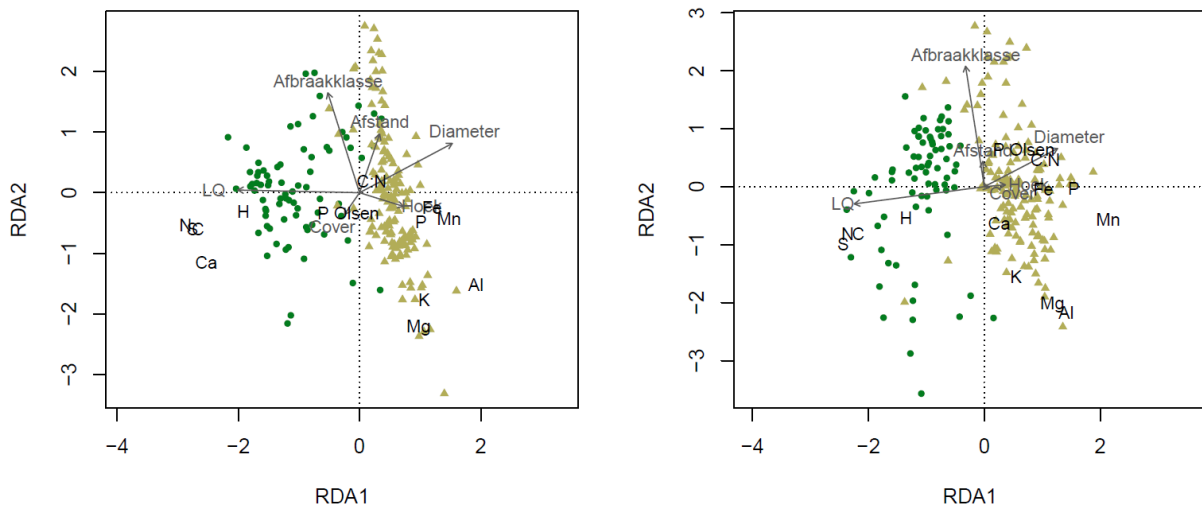 2
1
0
−1
−2
−3
RDA2
−4
−2
0
2
RDA1
Afbraakklasse
Afstand
Diameter
LQ
C:N
H
P Olsen
Hoek
Fe
P
Mn
Cover
N
S
C
Ca
Al
K
Mg
3
2
1
0
−1
−2
−3
RDA2
−4
−2
0
2
RDA1
Afbraakklasse
Diameter
P Olsen
Afstand
C:N
Hoek
Cover
Fe
P
LQ
H
Mn
Ca
N
C
S
K
Mg
Al